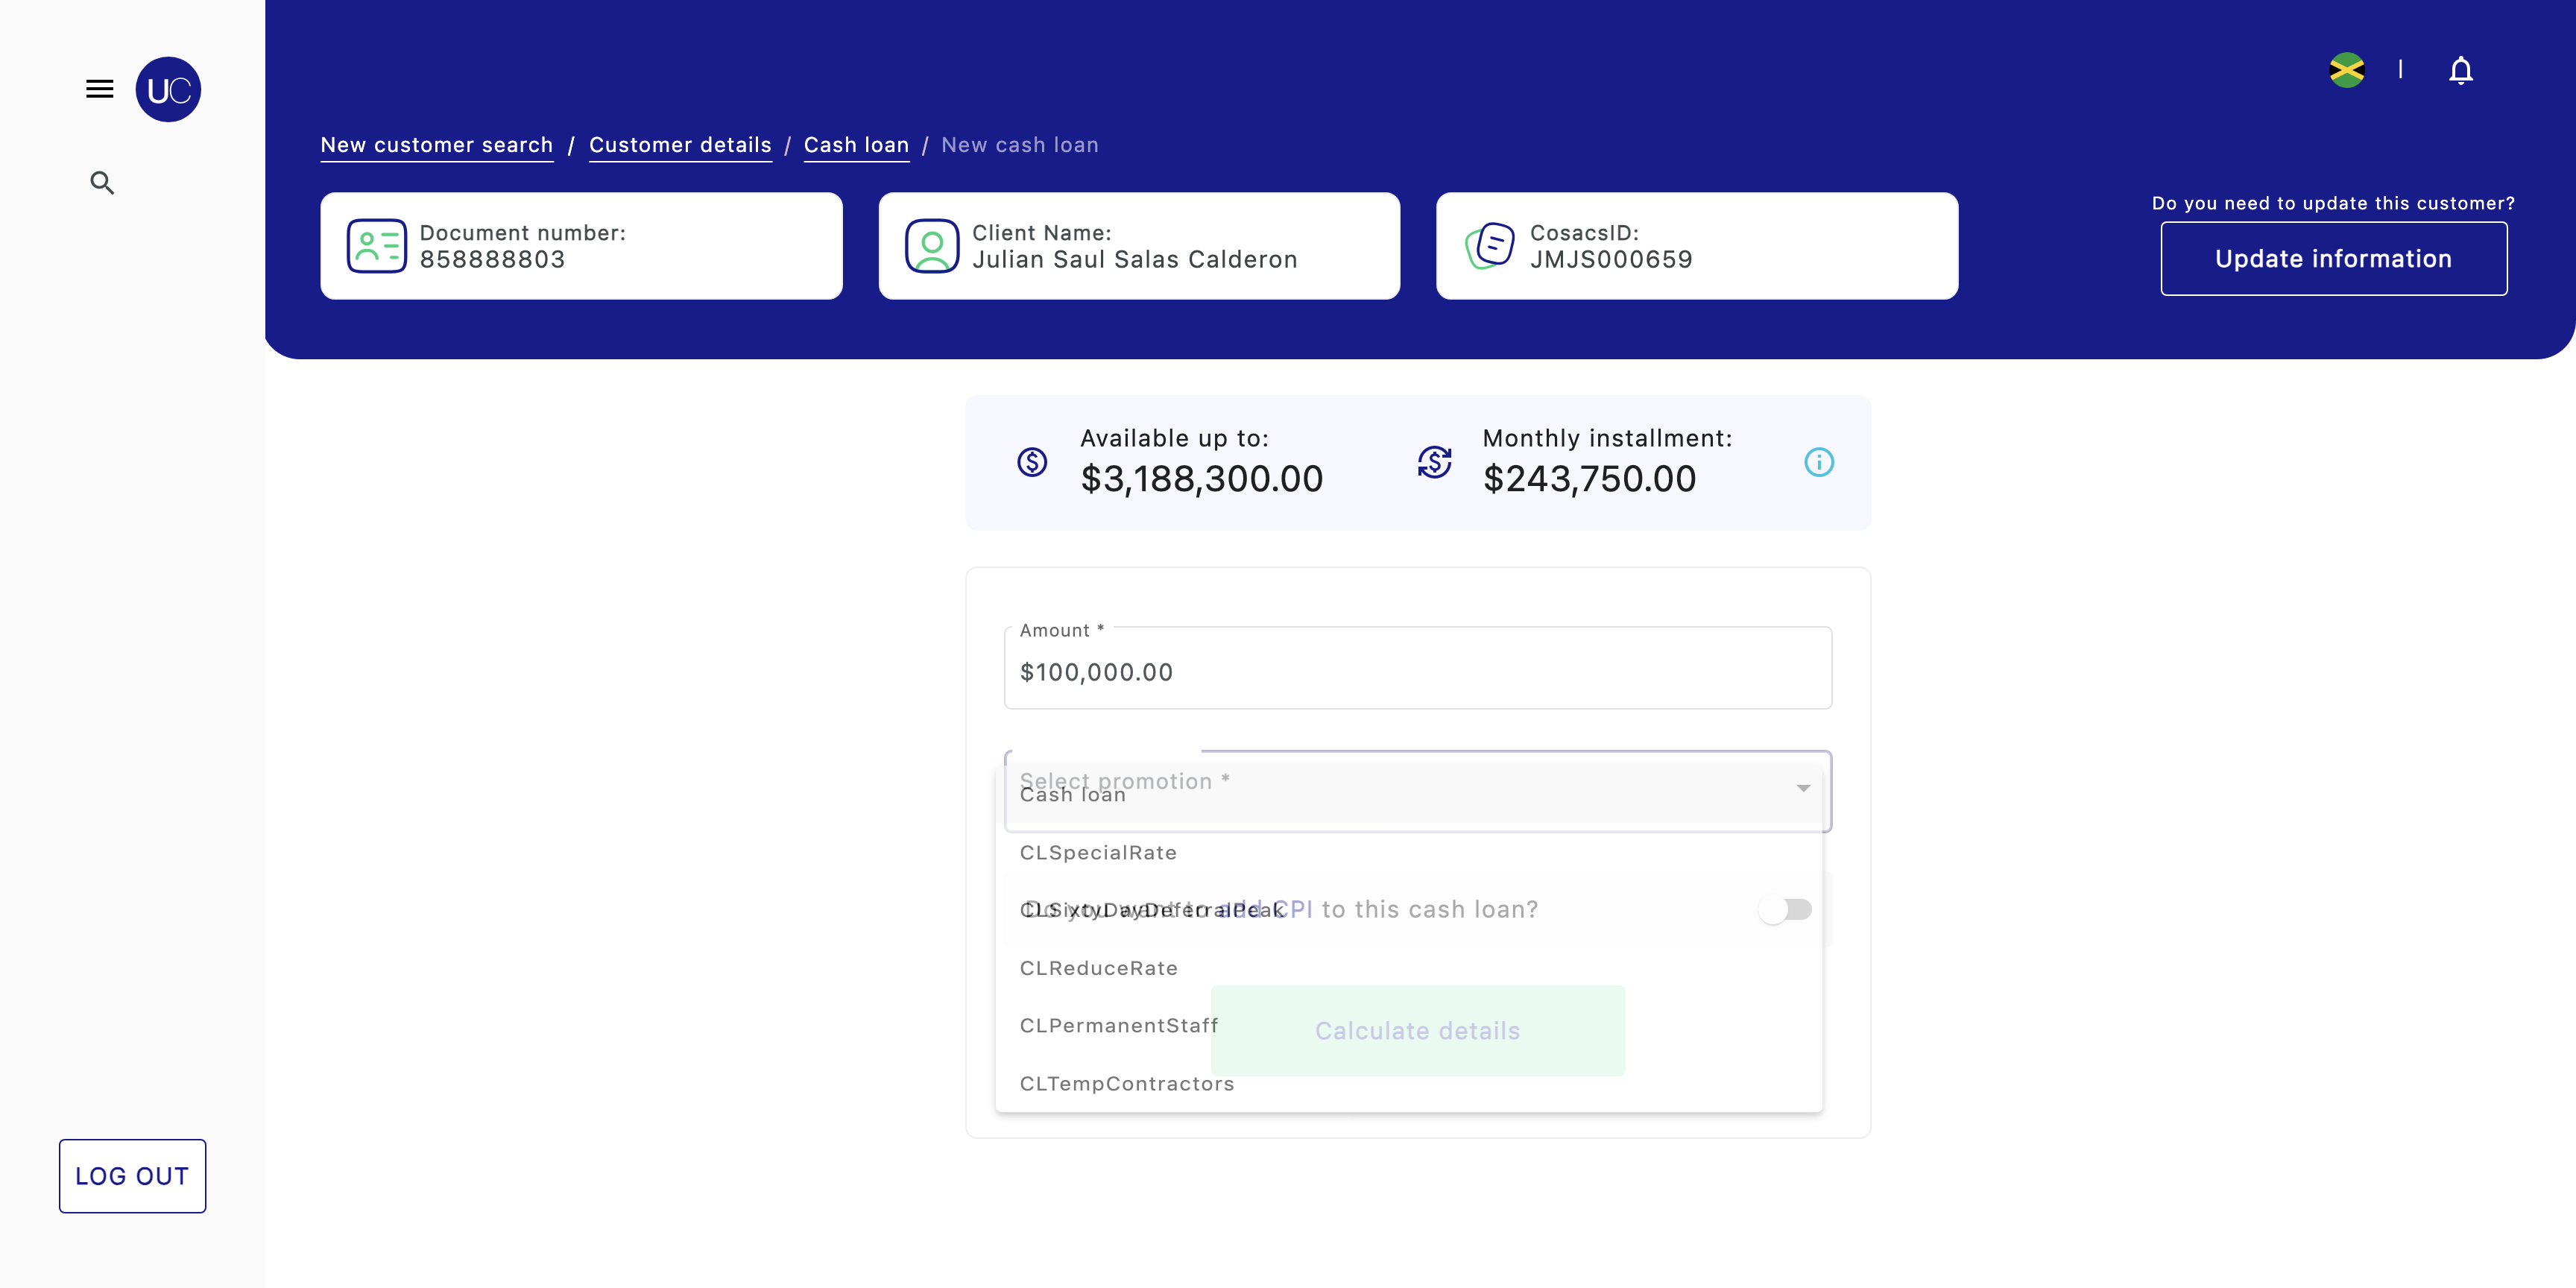 UC
New customer search / Customer details / Cash loan / New cash loan
Document number:
858888803
Client Name:
Julian Saul Salas Calderon
CosacsID:
JMJS000659
Do you need to update this customer?
Update information
Available up to:
$3,188,300.00
Monthly installment:
$243,750.00
Amount *
$100,000.00
Select promotion *
Cash loan
CLSpecialRate
CLSixtyDayDeferralPeak
Do you want to add CPI to this cash loan?
CLReduceRate
CLPermanentStaff
Calculate details
CLTempContractors
LOG OUT